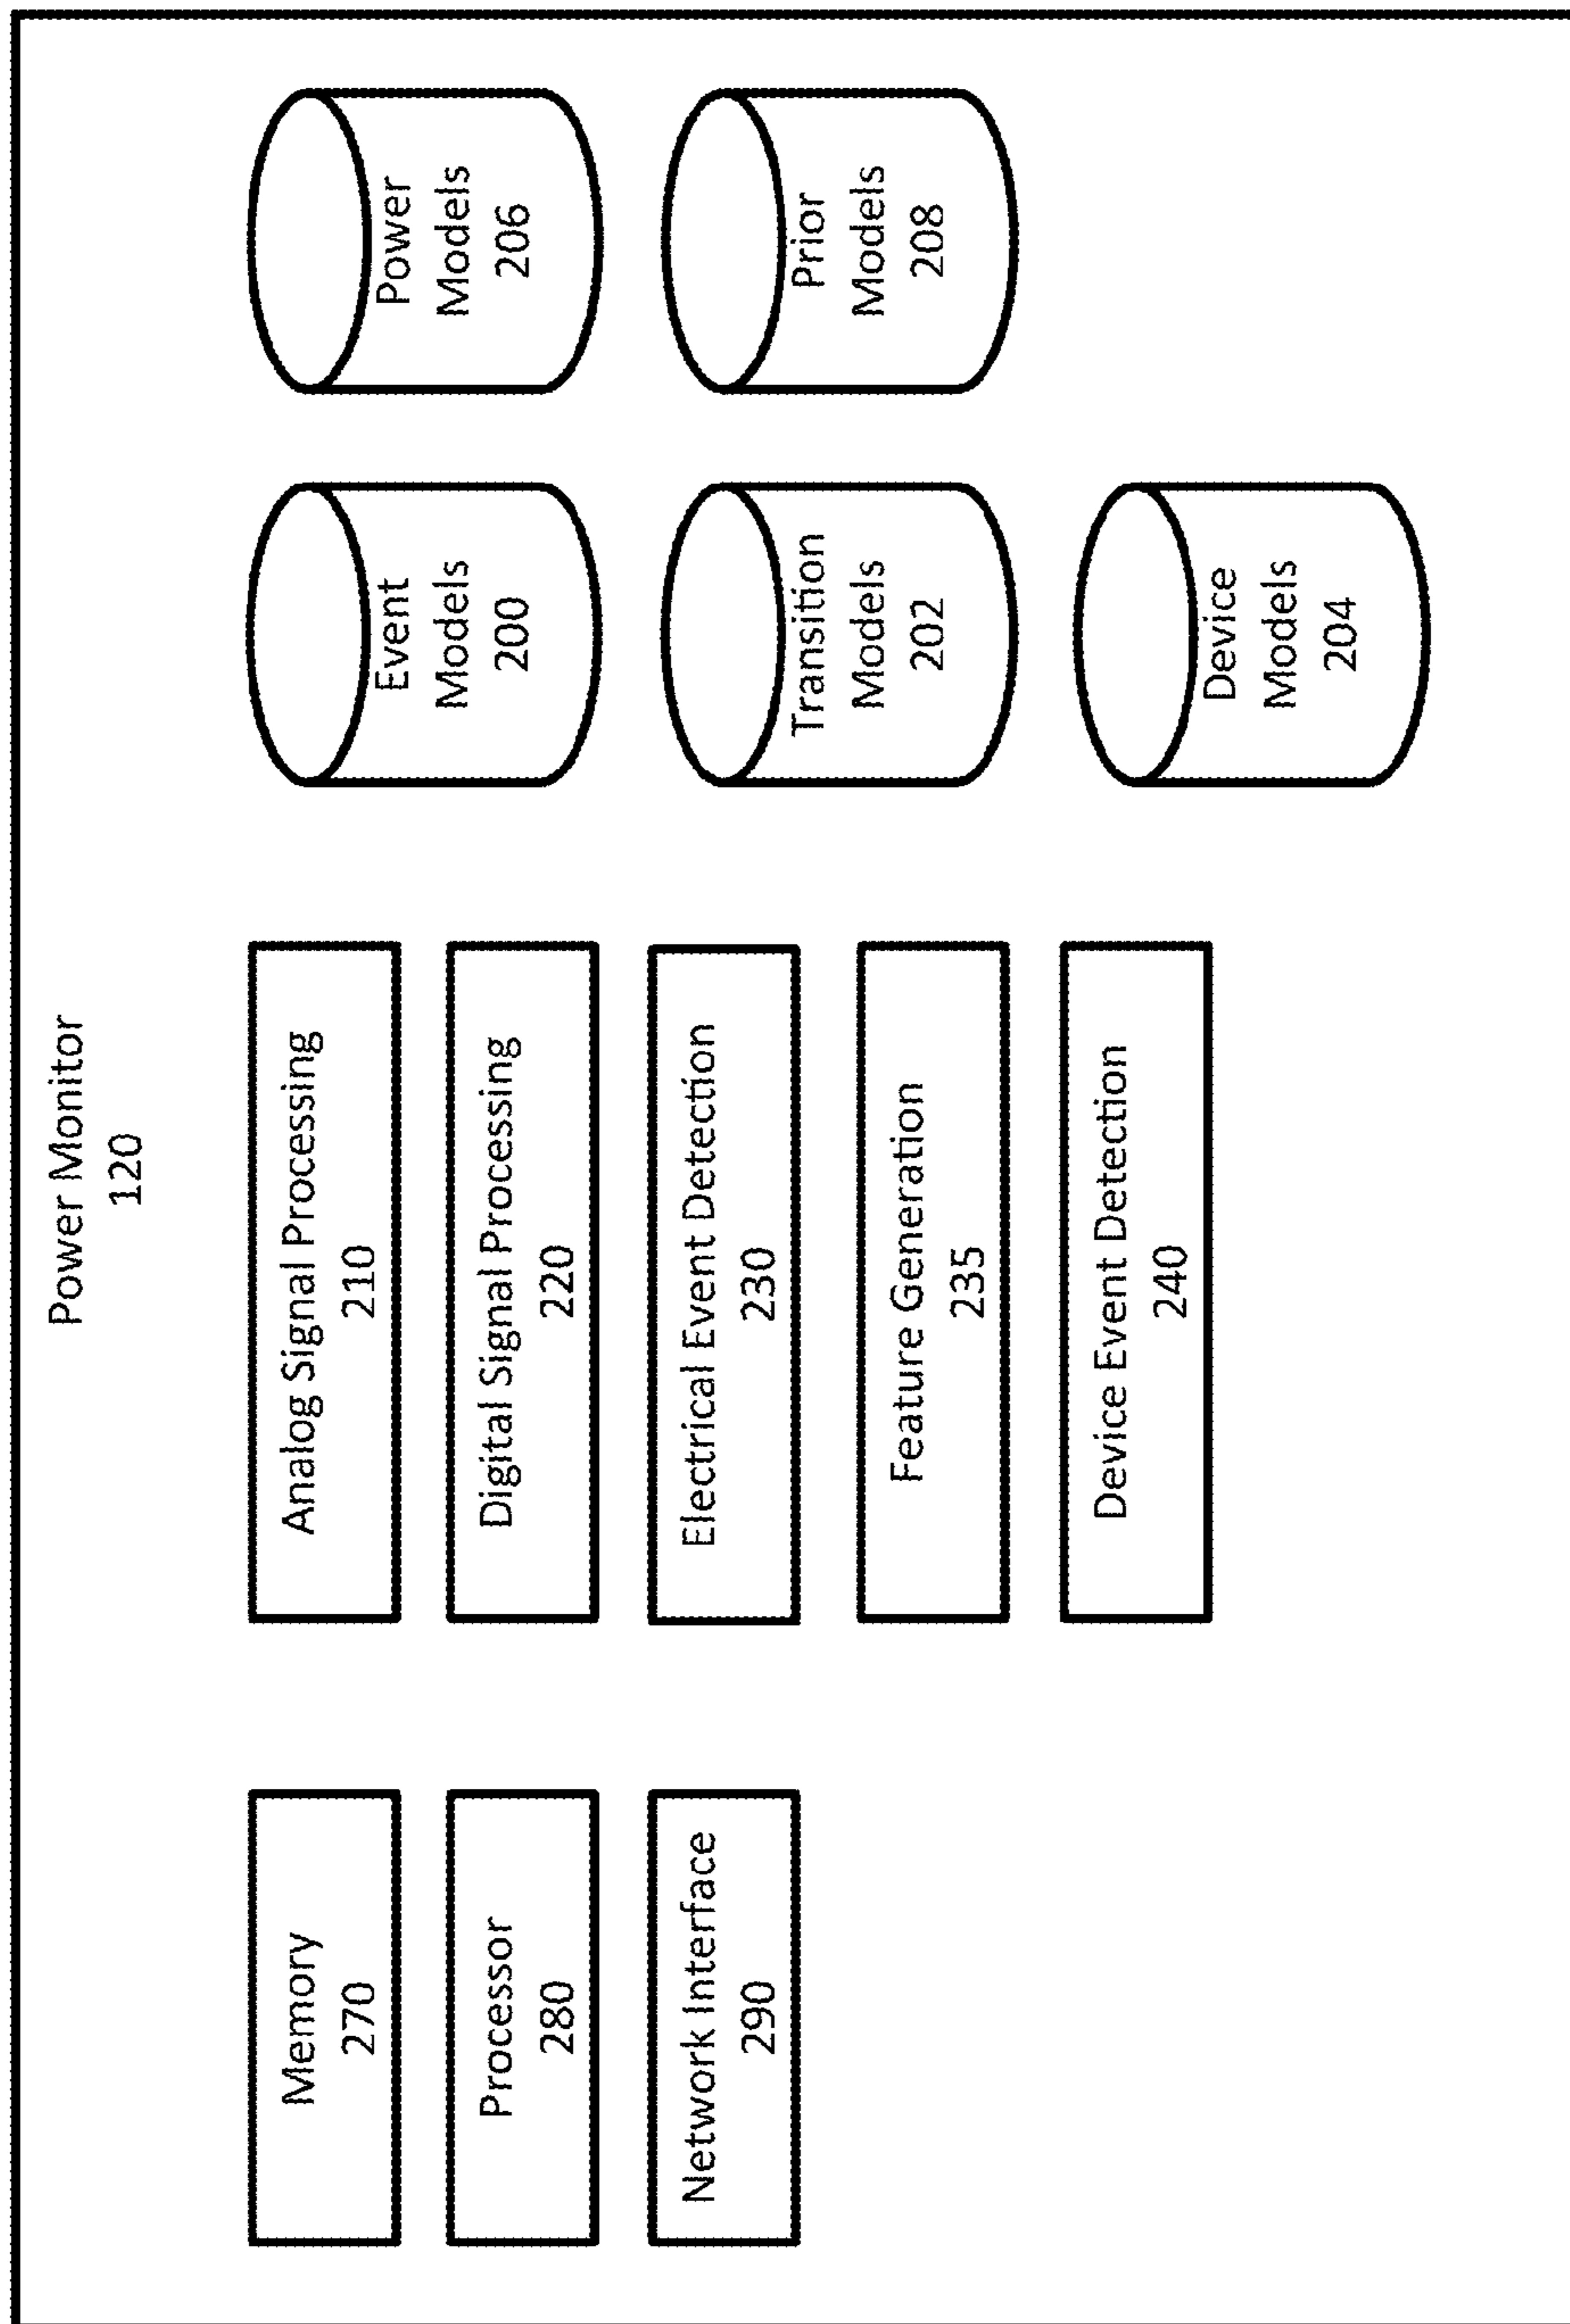 Power Monitor
120
Memory
270
Processor
280
Network Interface
290
Analog Signal Processing
210
Digital Signal Processing
220
Electrical Event Detection
230
Feature Generation
235
Device Event Detection
240
Event
Models
200
Transition
Models
202
Device
Models
204
Power
Models
206
Prior
Models
208